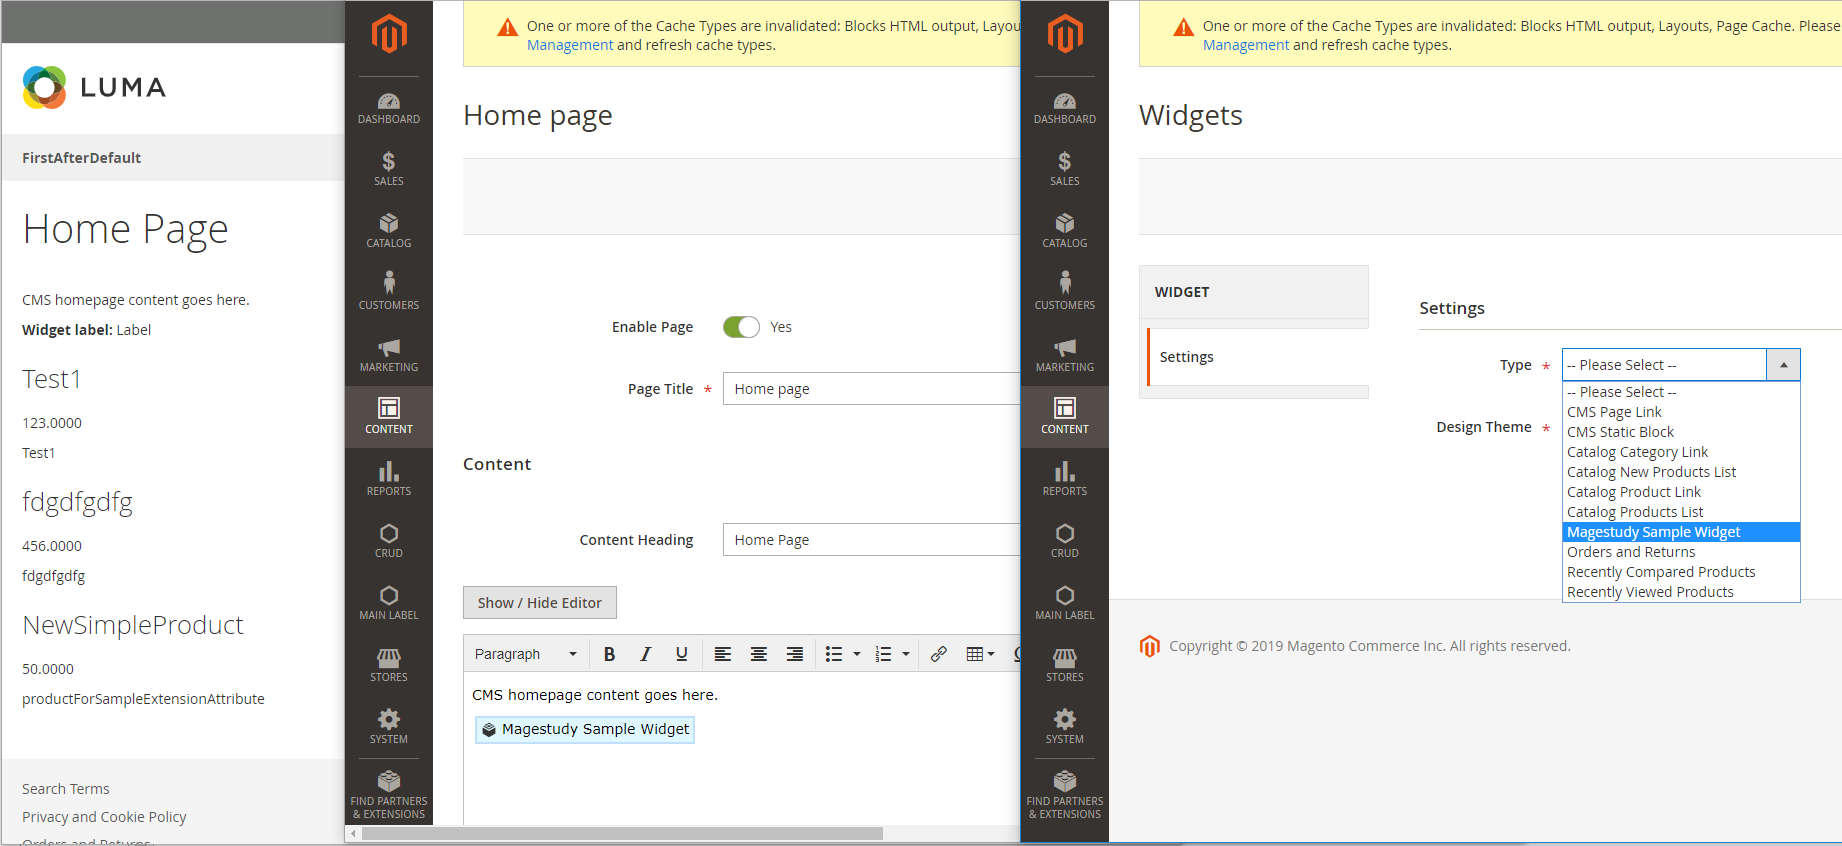 LUMA
FirstAfterDefault
Home Page
CMS homepage content goes here.
Widget label: Label
Test1
123.0000
Test1
fdgdfgdfg
456.0000
fdgdfgdfg
NewSimpleProduct
50.0000
productForSampleExtensionAttribute
Search Terms
Privacy and Cookie Policy
Orders and Returns
DASHBOARD
SALES
CATALOG
CUSTOMERS
MARKETING
CONTENT
REPORTS
CRUD
MAIN LABEL
STORES
SYSTEM
FIND PARTNERS
& EXTENSIONS
One or more of the Cache Types are invalidated: Blocks HTML output, Layou
Management and refresh cache types.
Home page
Enable Page Yes
Page Title * Home page
Content
Content Heading Home Page
Show / Hide Editor
Paragraph B I U
CMS homepage content goes here.
Magestudy Sample Widget
DASHBOARD
SALES
CATALOG
CUSTOMERS
MARKETING
CONTENT
REPORTS
CRUD
MAIN LABEL
STORES
SYSTEM
FIND PARTNERS
& EXTENSIONS
One or more of the Cache Types are invalidated: Blocks HTML output, Layouts, Page Cache. Please
Management and refresh cache types.
Widgets
WIDGET
Settings
Settings
Type * -- Please Select --
Design Theme *
-- Please Select --
CMS Page Link
CMS Static Block
Catalog Category Link
Catalog New Products List
Catalog Product Link
Catalog Products List
Magestudy Sample Widget
Orders and Returns
Recently Compared Products
Recently Viewed Products
Copyright © 2019 Magento Commerce Inc. All rights reserved.